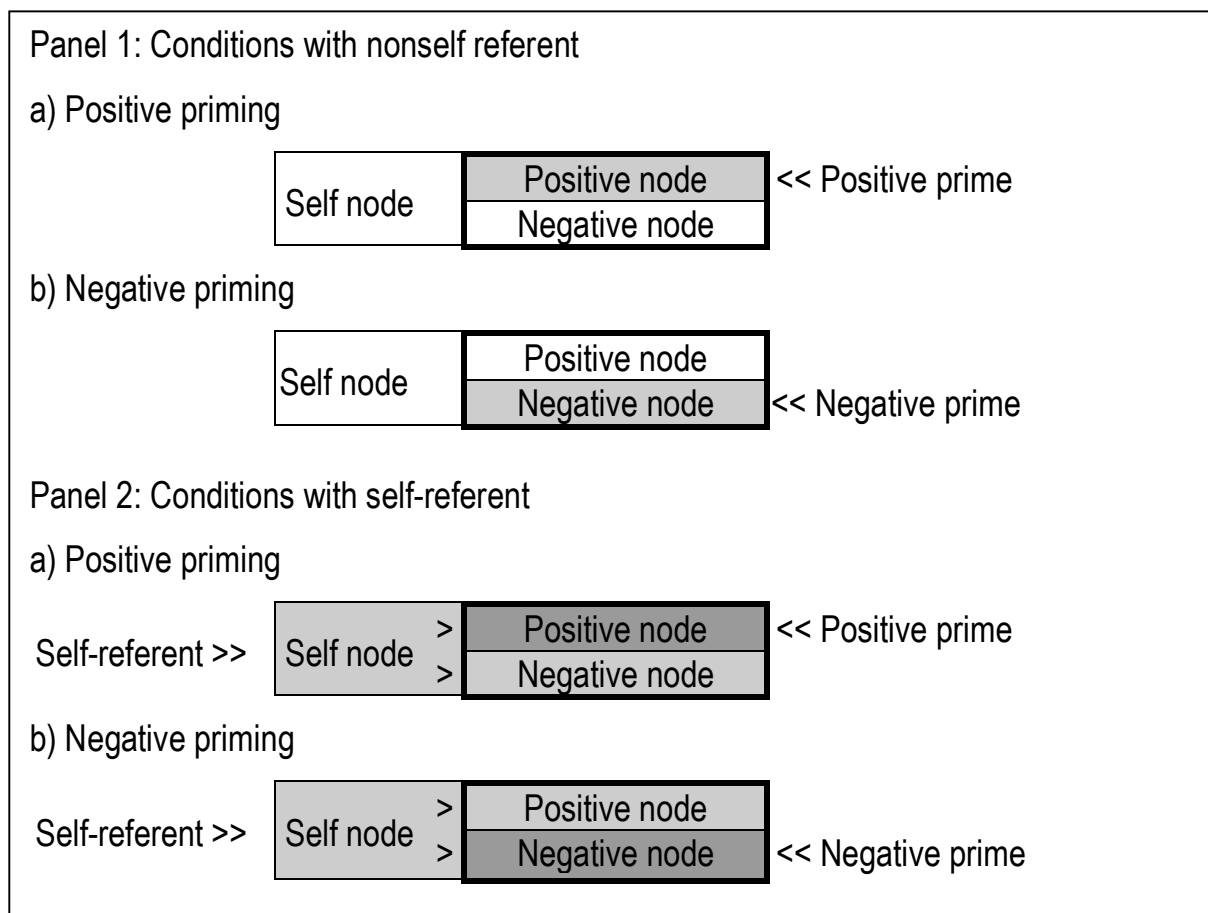 Panel 1: Conditions with nonself referent
a) Positive priming
Self node
Positive node
<< Positive prime
Negative node
b) Negative priming
Self node
Positive node
Negative node
<< Negative prime
Panel 2: Conditions with self-referent
a) Positive priming
Self-referent >>
Self node
>
>
Positive node
<< Positive prime
Negative node
b) Negative priming
Self-referent >>
Self node
>
>
Positive node
Negative node
<< Negative prime